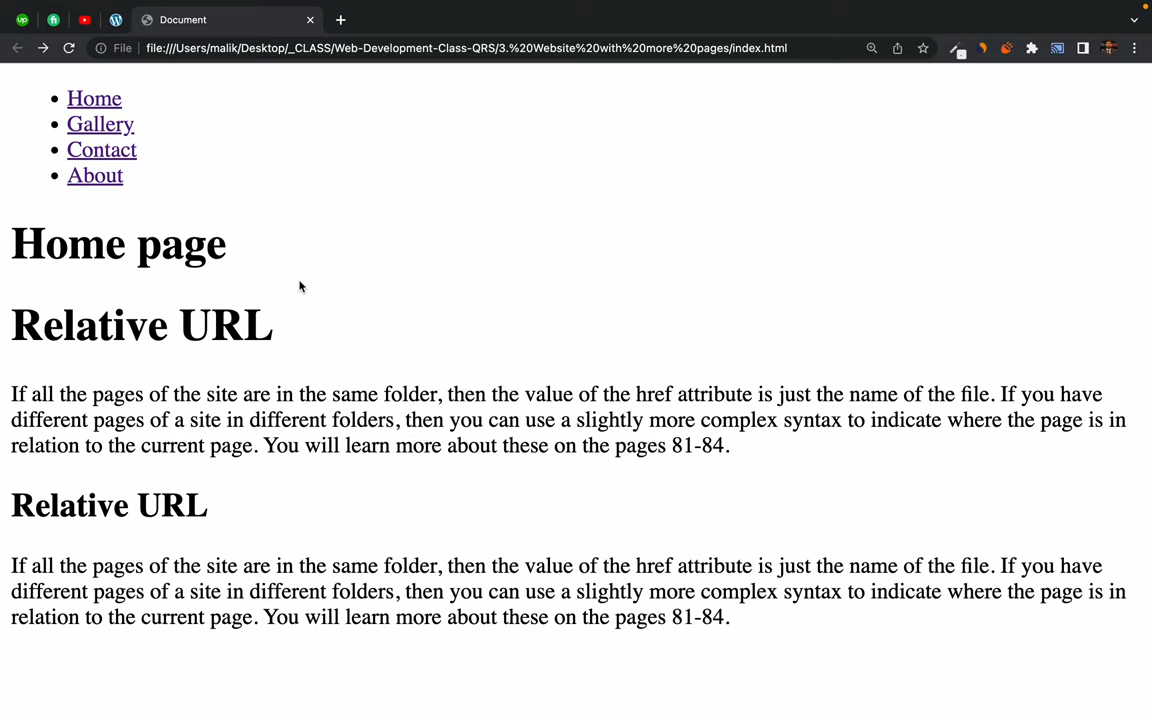 Document
File file:///Users/malik/Desktop/_CLASS/Web-Development-Class-QRS/3.%20Website%20with%20more%20pages/index.html
Home
Gallery
Contact
About
Home page
Relative URL
If all the pages of the site are in the same folder, then the value of the href attribute is just the name of the file. If you have
different pages of a site in different folders, then you can use a slightly more complex syntax to indicate where the page is in
relation to the current page. You will learn more about these on the pages 81-84.
Relative URL
If all the pages of the site are in the same folder, then the value of the href attribute is just the name of the file. If you have
different pages of a site in different folders, then you can use a slightly more complex syntax to indicate where the page is in
relation to the current page. You will learn more about these on the pages 81-84.